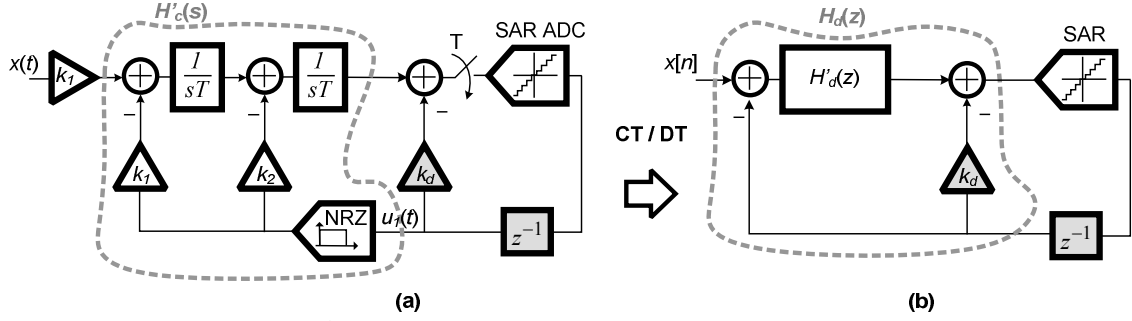 H'c(s)
x(t)
k1
1
sT
1
sT
T
SAR ADC
k1
k2
kd
NRZ
u1(t)
z−1
(a)
CT / DT
Hd(z)
x[n]
H'd(z)
SAR
kd
z−1
(b)